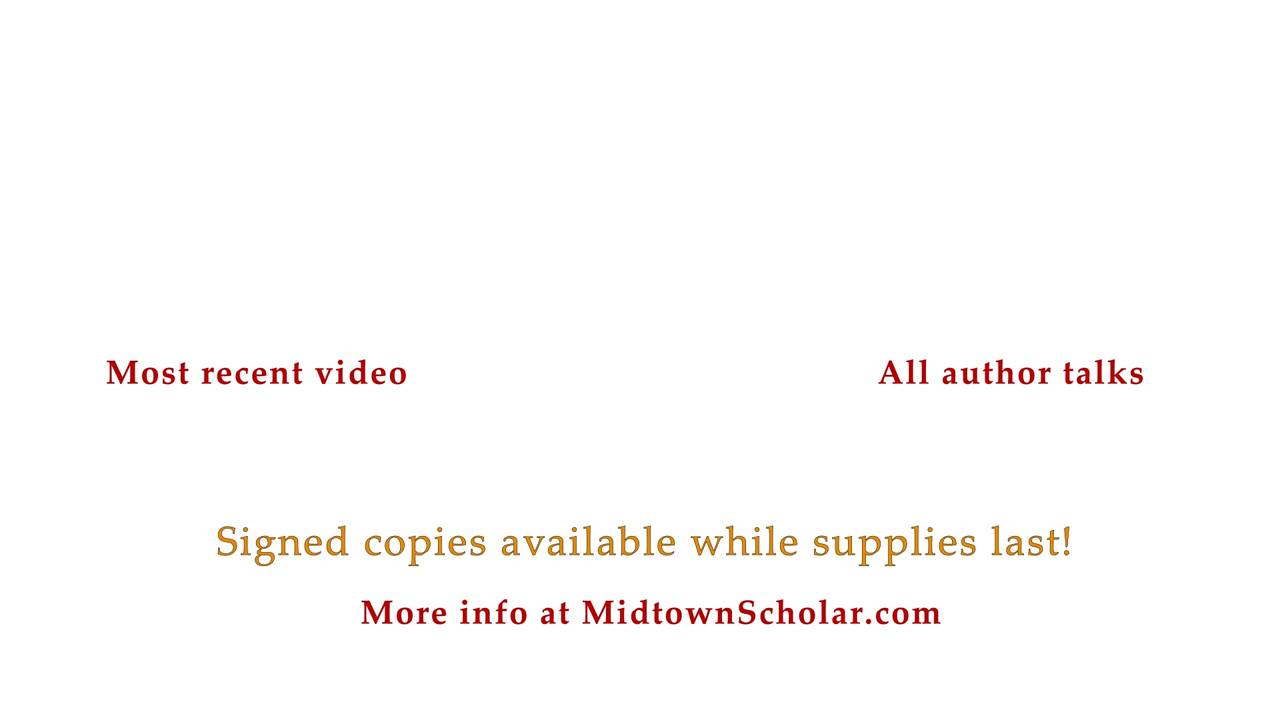 Most recent video
All author talks
Signed copies available while supplies last!
More info at MidtownScholar.com